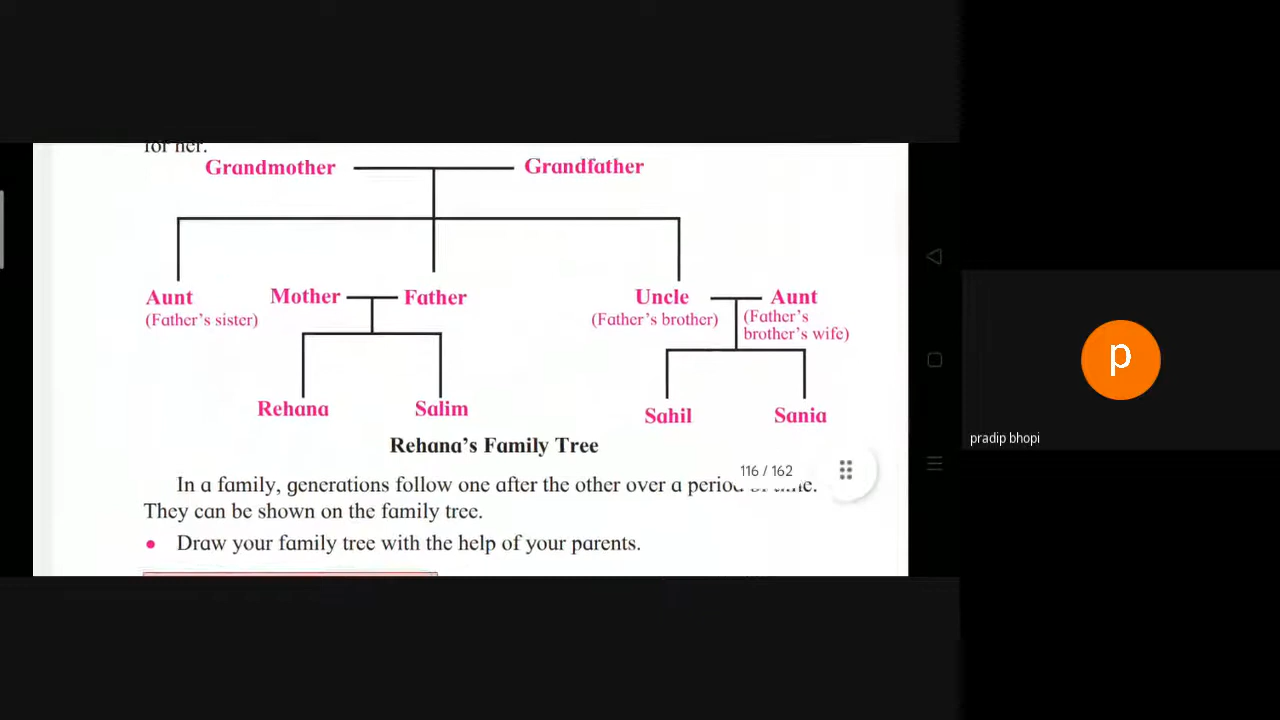 for her.
Grandmother Grandfather
Aunt Mother Father Uncle Aunt
(Father's sister) (Father's brother) (Father's
brother's wife)
Rehana Salim Sahil Sania
Rehana's Family Tree
In a family, generations follow one after the other over a period
They can be shown on the family tree.
• Draw your family tree with the help of your parents.
116 / 162
p
pradip bhopi